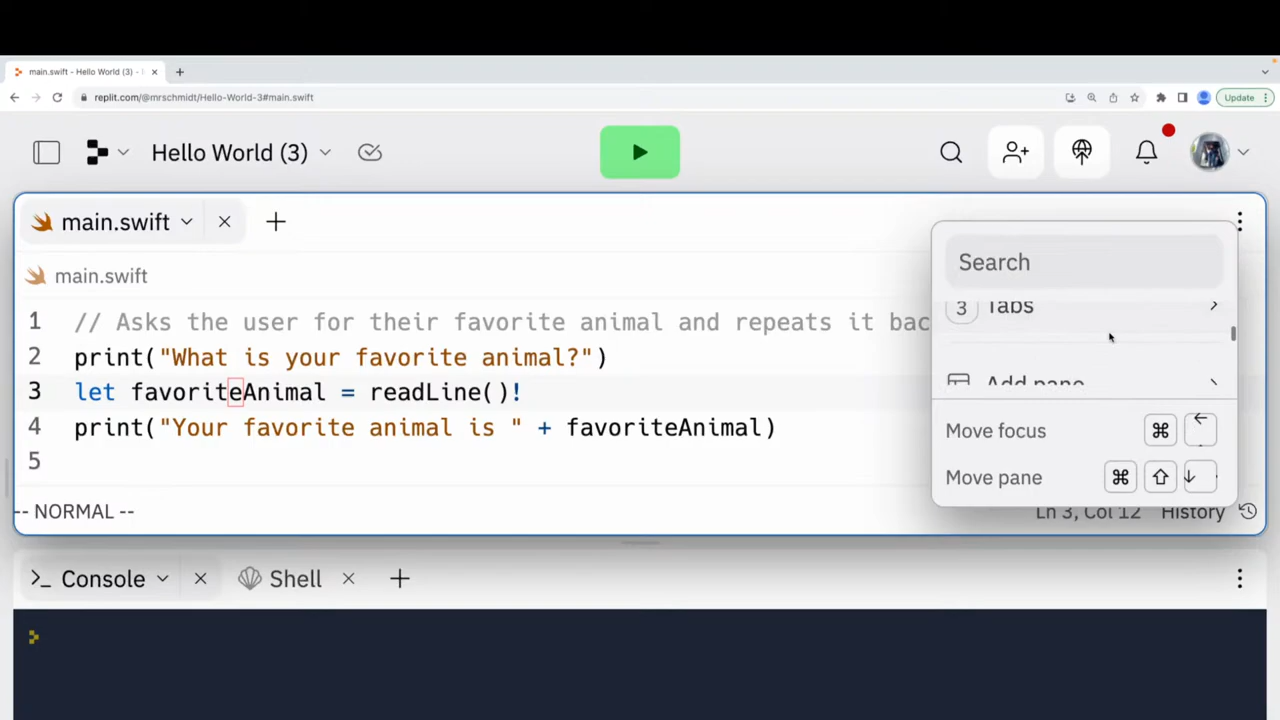 main.swift - Hello World (3) -
replit.com/@mrschmidt/Hello-World-3#main.swift
Update
Hello World (3)
main.swift
main.swift
Search
3 Tabs
Add pane
Move focus ⌘ ←
Move pane ⌘ ⇧ ↓
1 // Asks the user for their favorite animal and repeats it bac
2 print("What is your favorite animal?")
3 let favoriteAnimal = readLine()!
4 print("Your favorite animal is " + favoriteAnimal)
5
-- NORMAL --
Ln 3, Col 12 History
>_ Console
Shell